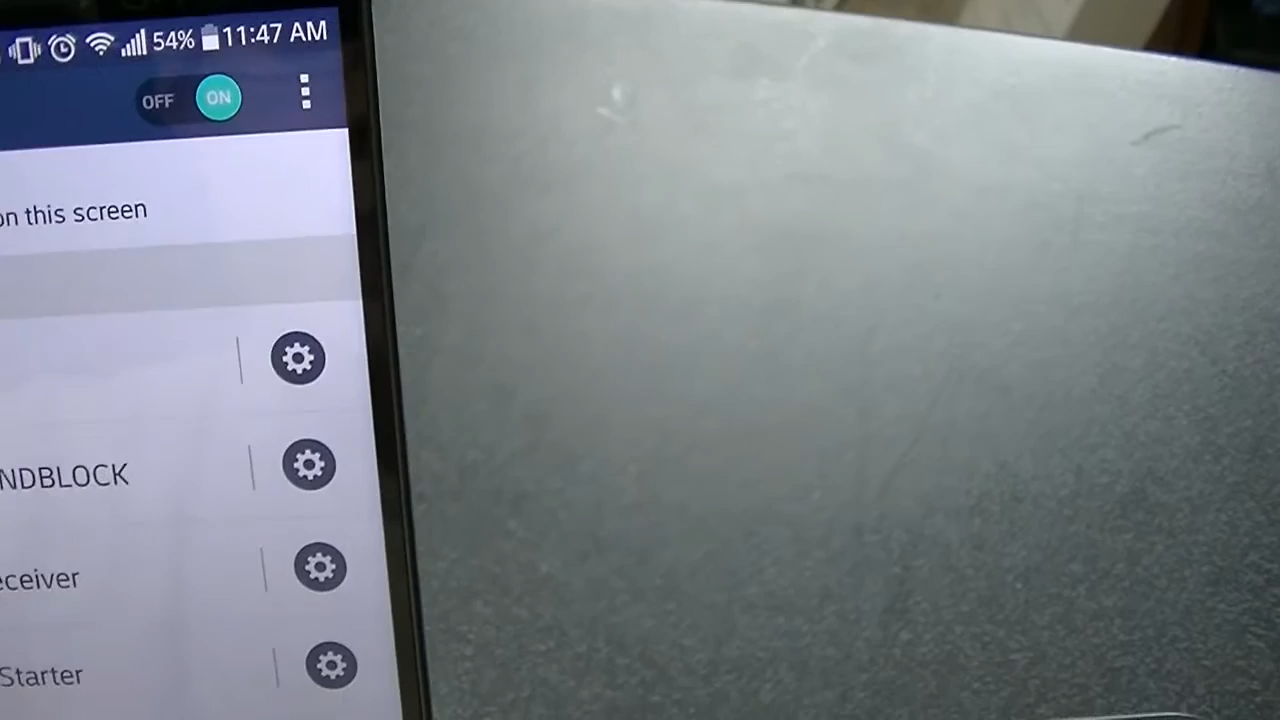 54% 11:47 AM
OFF ON
on this screen
NDBLOCK
eceiver
Starter